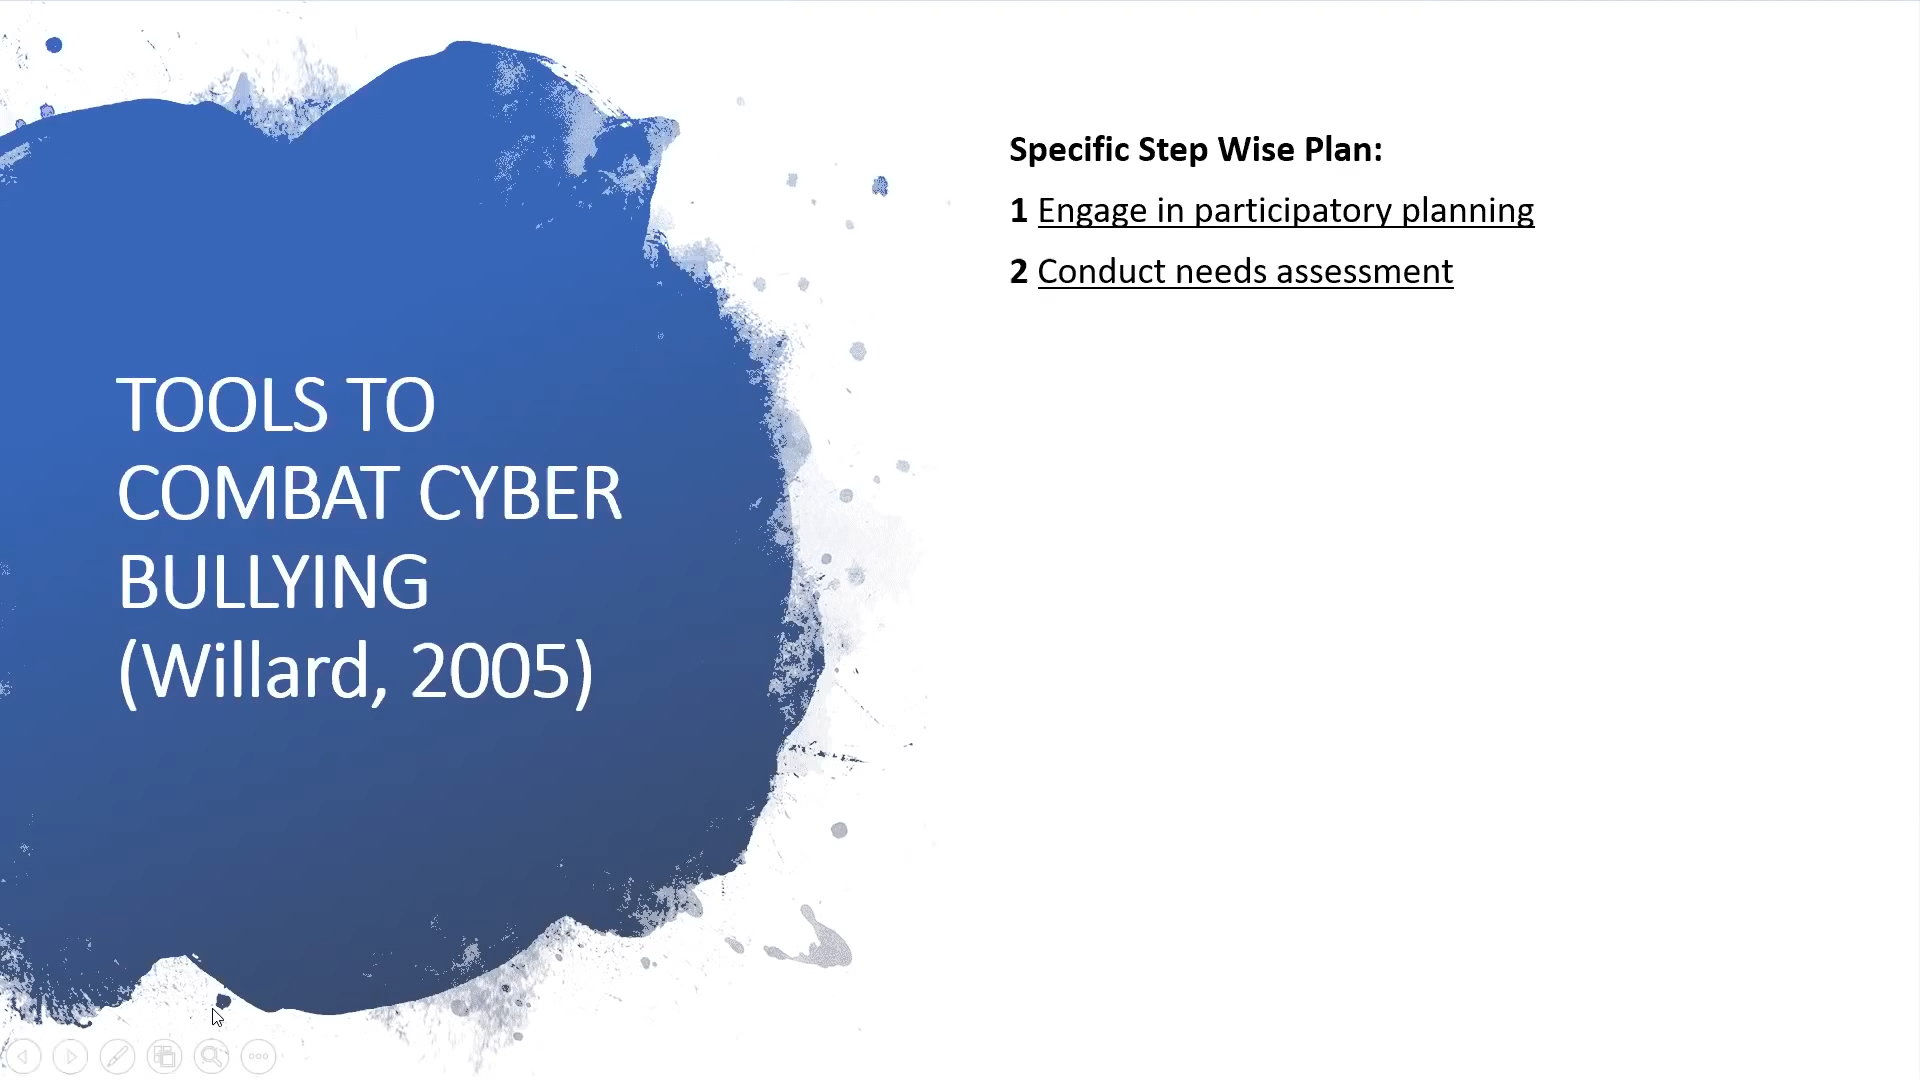 TOOLS TO
COMBAT CYBER
BULLYING
(Willard, 2005)
Specific Step Wise Plan:
1 Engage in participatory planning
2 Conduct needs assessment